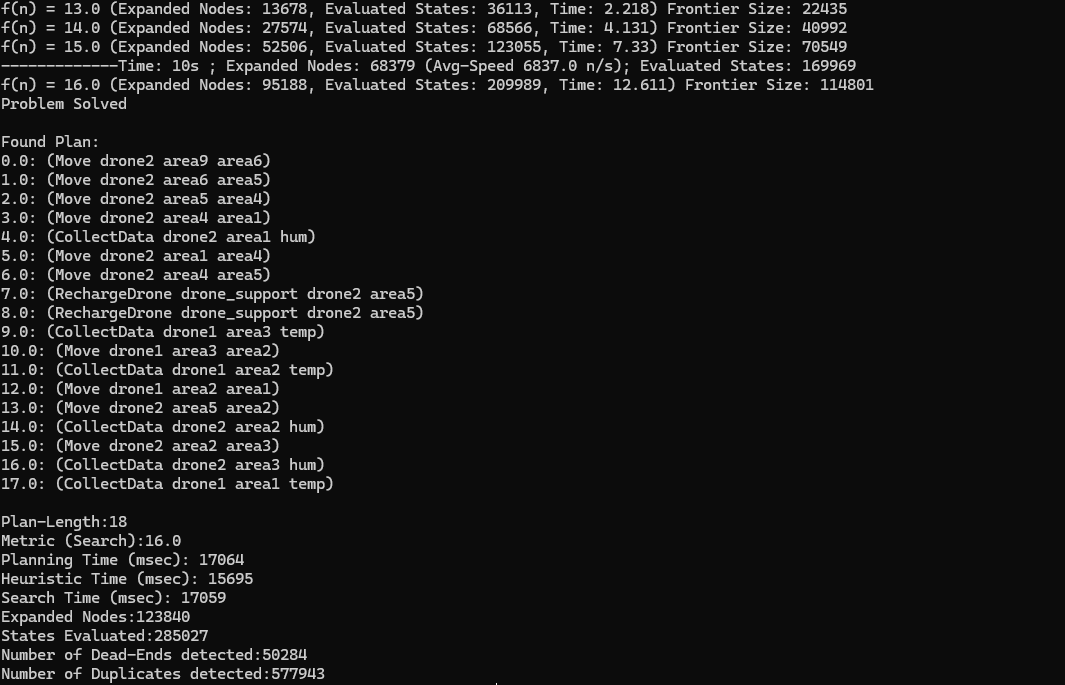 f(n) = 13.0 (Expanded Nodes: 13678, Evaluated States: 36113, Time: 2.218) Frontier Size: 22435
f(n) = 14.0 (Expanded Nodes: 27574, Evaluated States: 68566, Time: 4.131) Frontier Size: 40992
f(n) = 15.0 (Expanded Nodes: 52506, Evaluated States: 123055, Time: 7.33) Frontier Size: 70549
-------------Time: 10s ; Expanded Nodes: 68379 (Avg-Speed 6837.0 n/s); Evaluated States: 169969
f(n) = 16.0 (Expanded Nodes: 95188, Evaluated States: 209989, Time: 12.611) Frontier Size: 114801
Problem Solved
Found Plan:
0.0: (Move drone2 area9 area6)
1.0: (Move drone2 area6 area5)
2.0: (Move drone2 area5 area4)
3.0: (Move drone2 area4 area1)
4.0: (CollectData drone2 area1 hum)
5.0: (Move drone2 area1 area4)
6.0: (Move drone2 area4 area5)
7.0: (RechargeDrone drone_support drone2 area5)
8.0: (RechargeDrone drone_support drone2 area5)
9.0: (CollectData drone1 area3 temp)
10.0: (Move drone1 area3 area2)
11.0: (CollectData drone1 area2 temp)
12.0: (Move drone1 area2 area1)
13.0: (Move drone2 area5 area2)
14.0: (CollectData drone2 area2 hum)
15.0: (Move drone2 area2 area3)
16.0: (CollectData drone2 area3 hum)
17.0: (CollectData drone1 area1 temp)
Plan-Length:18
Metric (Search):16.0
Planning Time (msec): 17064
Heuristic Time (msec): 15695
Search Time (msec): 17059
Expanded Nodes:123840
States Evaluated:285027
Number of Dead-Ends detected:50284
Number of Duplicates detected:577943